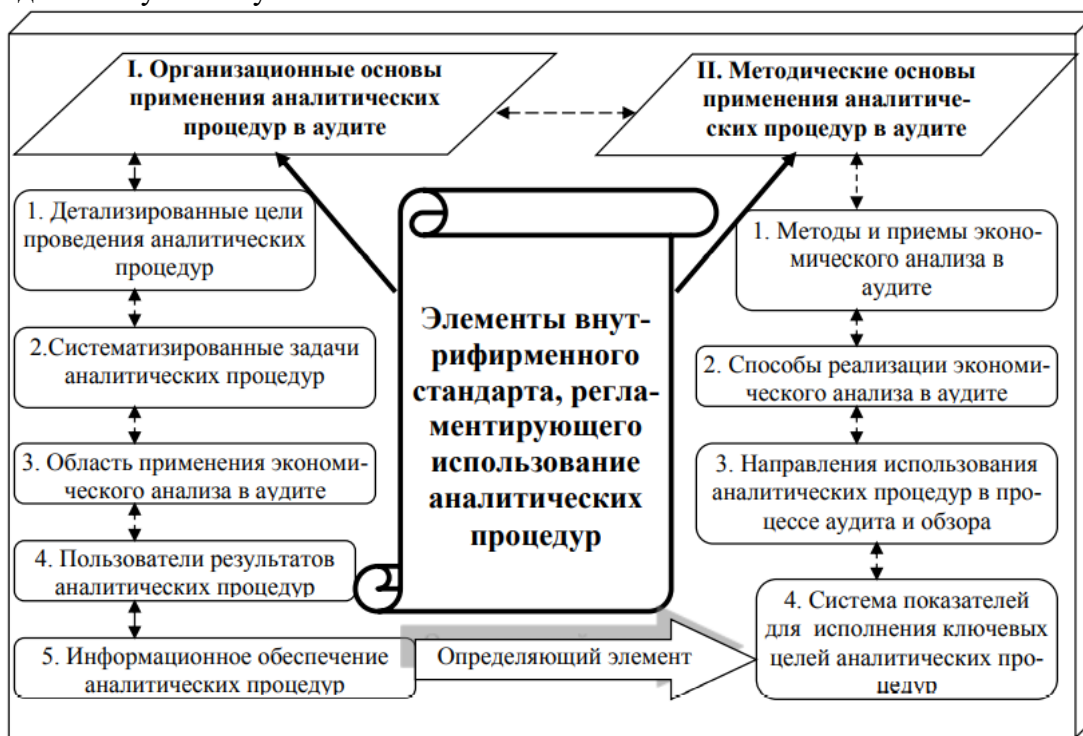 I. Организационные основы
применения аналитических
процедур в аудите
II. Методические основы
применения аналитиче-
ских процедур в аудите
1. Детализированные цели
проведения аналитических
процедур
2.Систематизированные задачи
аналитических процедур
3. Область применения экономи-
ческого анализа в аудите
4. Пользователи результатов
аналитических процедур
5. Информационное обеспечение
аналитических процедур
Элементы внут-
рифирменного
стандарта, регла-
ментирующего
использование
аналитических
процедур
Определяющий элемент
1. Методы и приемы эконо-
мического анализа в
аудите
2. Способы реализации экономи-
ческого анализа в аудите
3. Направления использования
аналитических процедур в про-
цессе аудита и обзора
4. Система показателей
для исполнения ключевых
целей аналитических про-
цедур